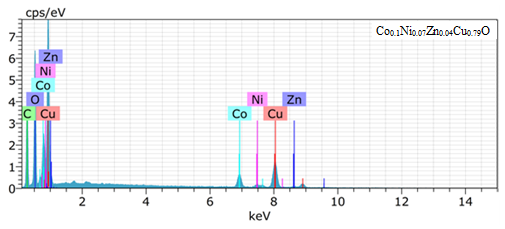 cps/eV
Co0.1Ni0.07Zn0.04Cu0.79O
7
6
5
4
3
2
1
0
Zn
Ni
Co
O
C Cu
Co Ni Cu Zn
2 4 6 8 10 12 14
keV